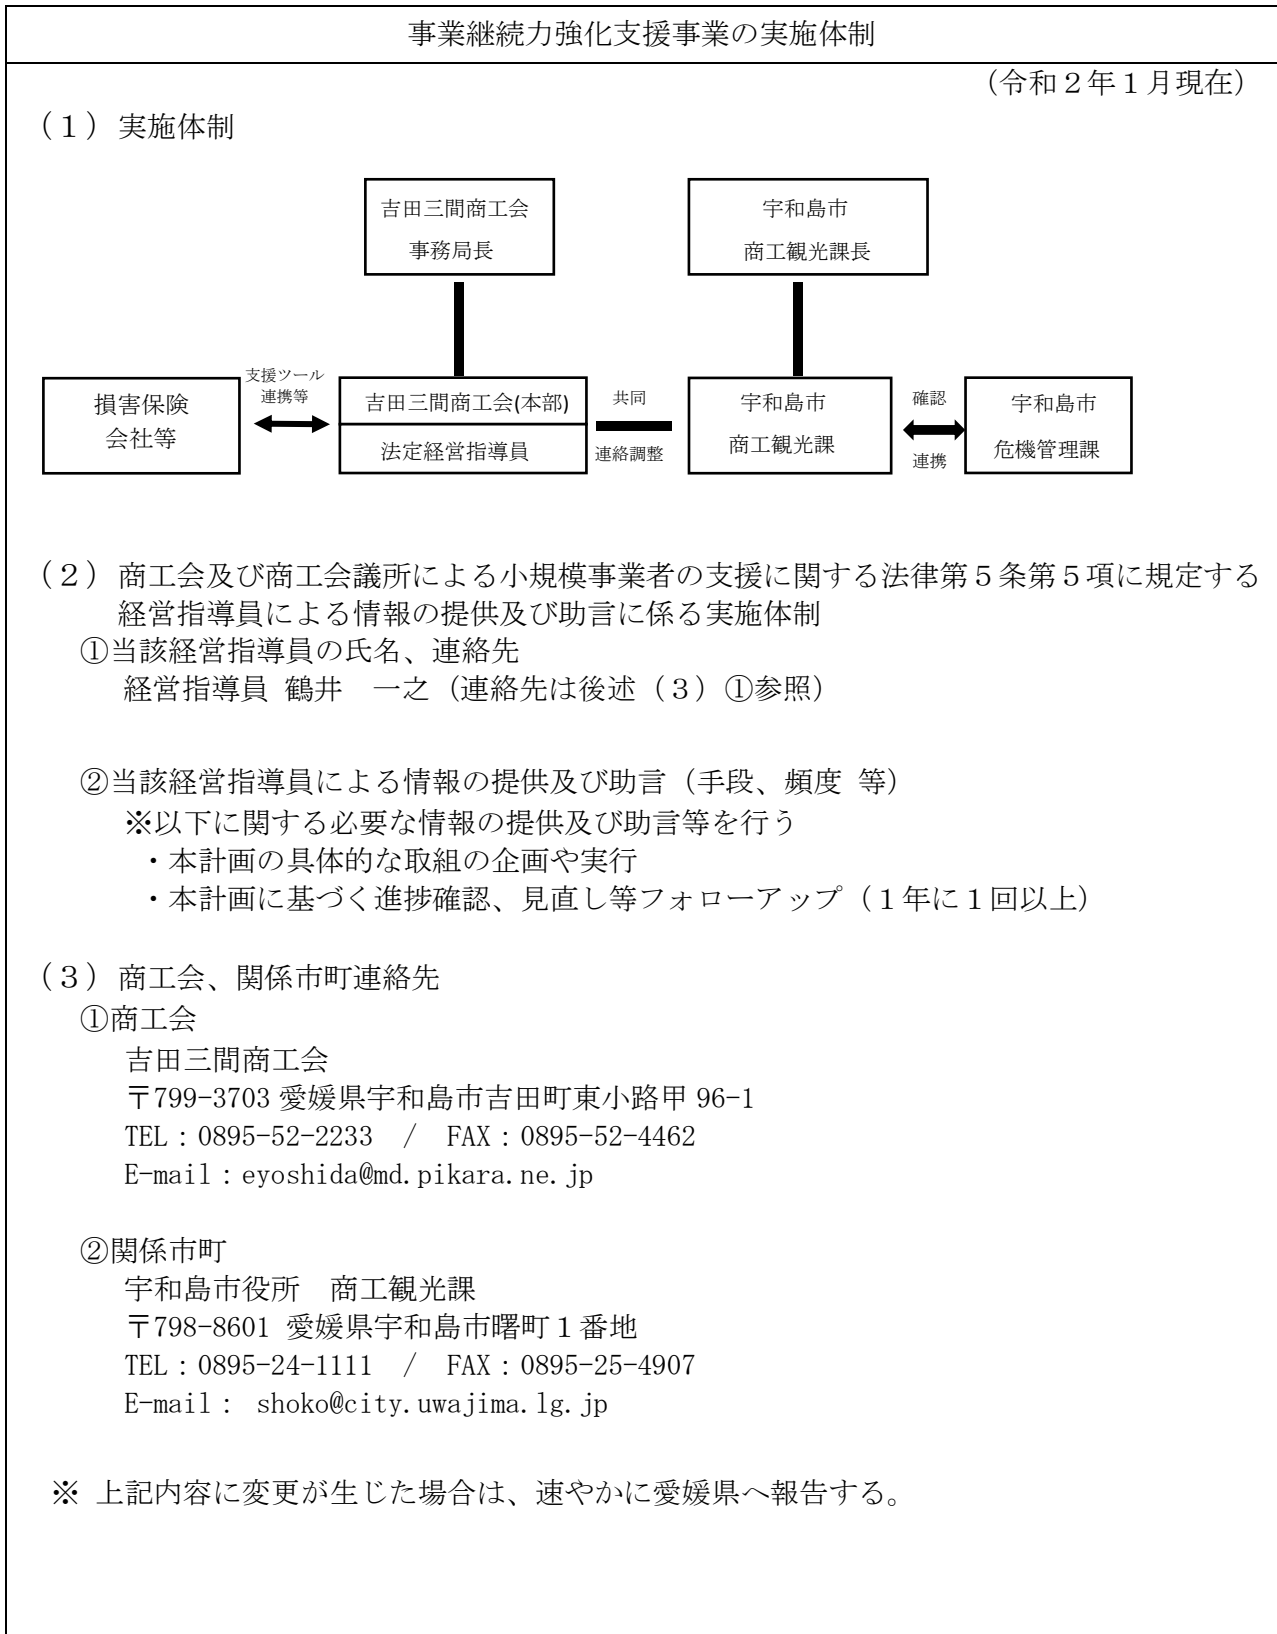 事業継続力強化支援事業の実施体制
（令和２年１月現在）
（１）実施体制
吉田三間商工会
事務局長
宇和島市
商工観光課長
損害保険
会社等
支援ツール
連携等
吉田三間商工会(本部)
法定経営指導員
共同
連絡調整
宇和島市
商工観光課
確認
連携
宇和島市
危機管理課
（２）商工会及び商工会議所による小規模事業者の支援に関する法律第５条第５項に規定する
経営指導員による情報の提供及び助言に係る実施体制
①当該経営指導員の氏名、連絡先
経営指導員 鶴井　一之（連絡先は後述（３）①参照）
②当該経営指導員による情報の提供及び助言（手段、頻度 等）
※以下に関する必要な情報の提供及び助言等を行う
・本計画の具体的な取組の企画や実行
・本計画に基づく進捗確認、見直し等フォローアップ（１年に１回以上）
（３）商工会、関係市町連絡先
①商工会
吉田三間商工会
〒799-3703 愛媛県宇和島市吉田町東小路甲 96-1
TEL：0895-52-2233　/　FAX：0895-52-4462
E-mail：eyoshida@md.pikara.ne.jp
②関係市町
宇和島市役所　商工観光課
〒798-8601 愛媛県宇和島市曙町１番地
TEL：0895-24-1111　/　FAX：0895-25-4907
E-mail： shoko@city.uwajima.lg.jp
※ 上記内容に変更が生じた場合は、速やかに愛媛県へ報告する。